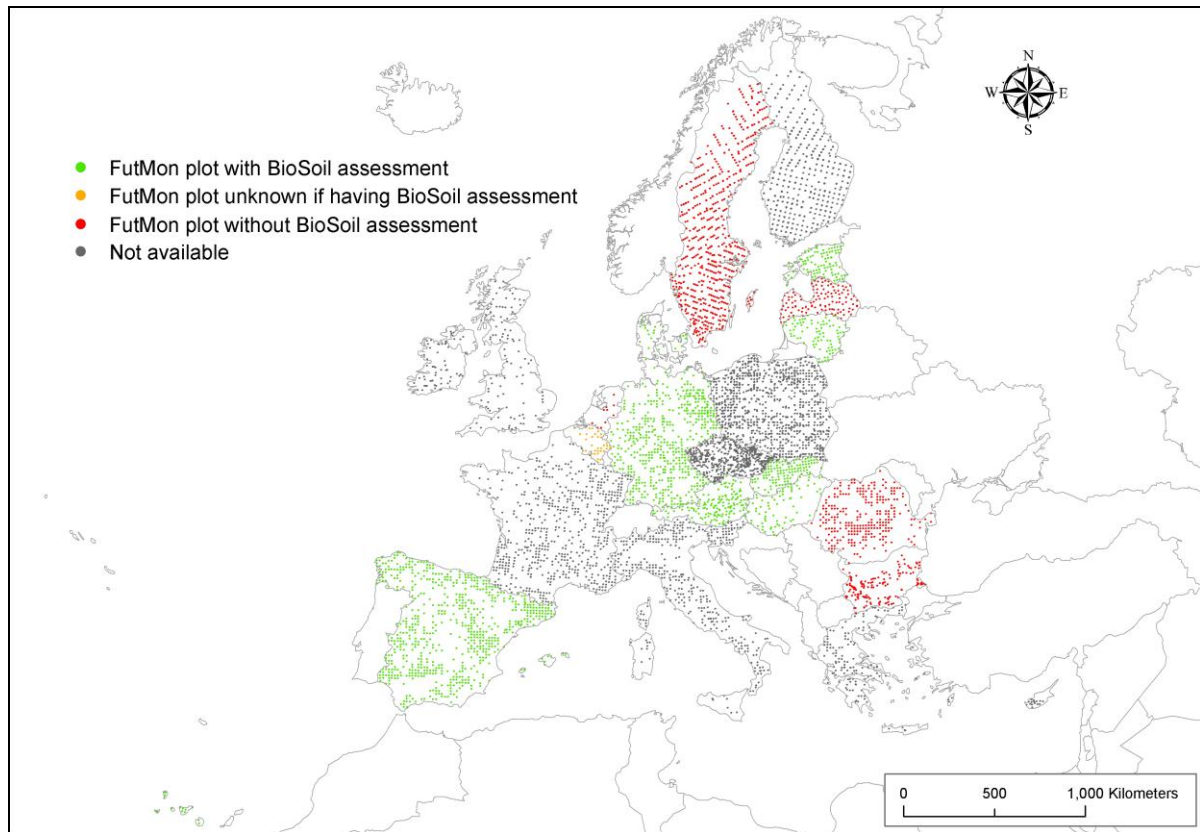 N
W E
S
FutMon plot with BioSoil assessment
FutMon plot unknown if having BioSoil assessment
FutMon plot without BioSoil assessment
Not available
0 500 1,000 Kilometers